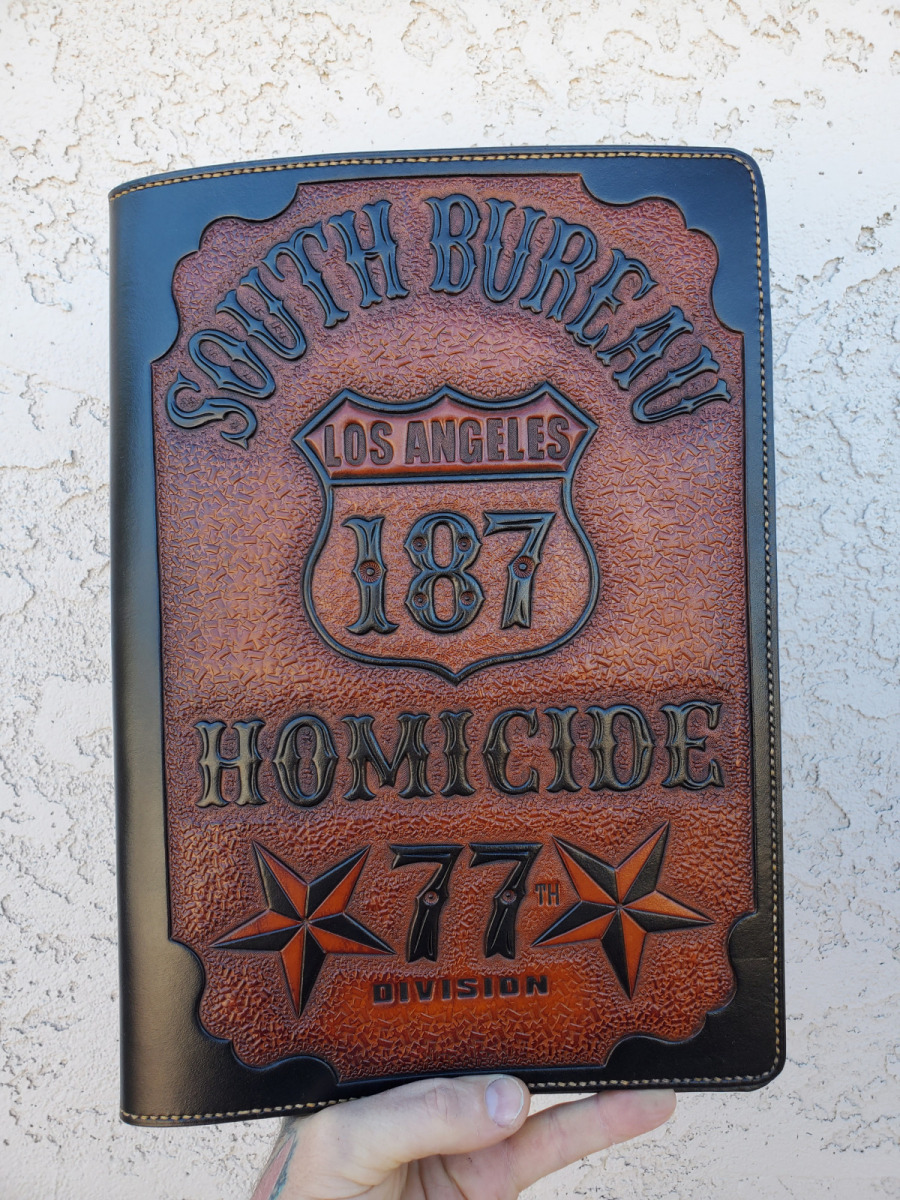 SOUTH BUREAU
LOS ANGELES
187
HOMICIDE
77TH
DIVISION